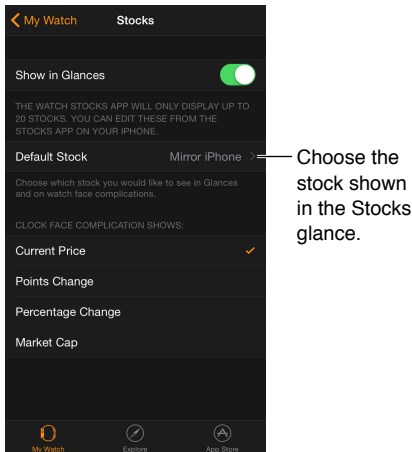 My Watch Stocks
Show in Glances
THE WATCH STOCKS APP WILL ONLY DISPLAY UP TO
20 STOCKS. YOU CAN EDIT THESE FROM THE
STOCKS APP ON YOUR IPHONE.
Default Stock Mirror iPhone
Choose which stock you would like to see in Glances
and on watch face complications.
CLOCK FACE COMPLICATION SHOWS:
Current Price
Points Change
Percentage Change
Market Cap
My Watch Explore App Store
Choose the
stock shown
in the Stocks
glance.